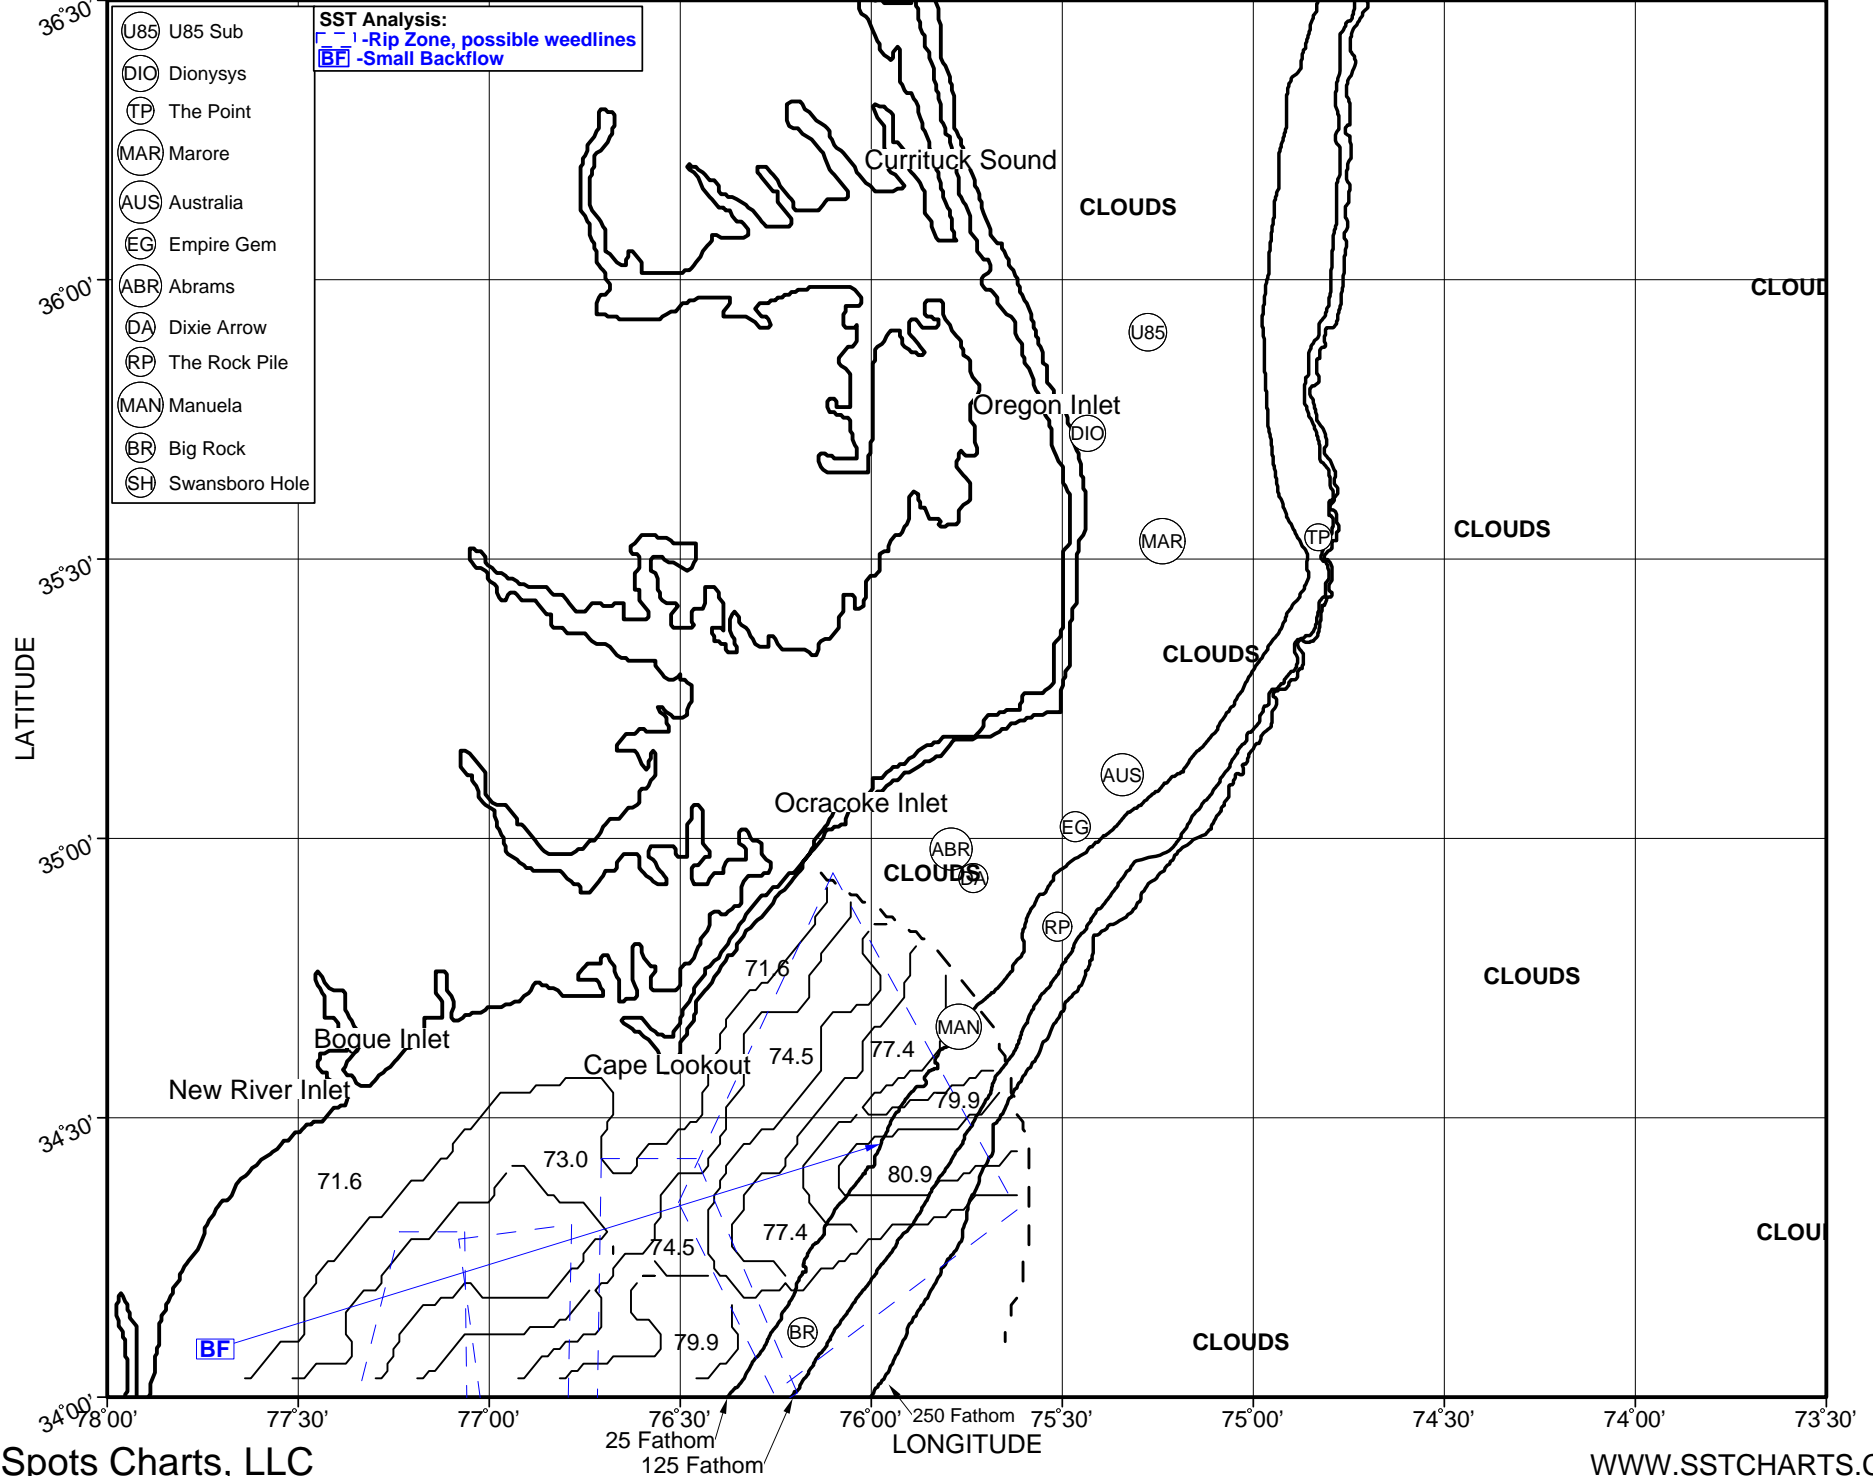 36°30'
U85 U85 Sub
DIO Dionysys
TP The Point
MAR Marore
AUS Australia
EG Empire Gem
ABR Abrams
DA Dixie Arrow
RP The Rock Pile
MAN Manuela
BR Big Rock
SH Swansboro Hole
SST Analysis:
-Rip Zone, possible weedlines
BF -Small Backflow
Currituck Sound
CLOUDS
36°00'
CLOUD
U85
Oregon Inlet
DIO
CLOUDS
TP
MAR
35°30'
CLOUDS
LATITUDE
AUS
Ocracoke Inlet
EG
35°00'
ABR
CLOUDS
DA
RP
71.6
CLOUDS
MAN
Bogue Inlet
74.5
77.4
Cape Lookout
New River Inlet
79.9
34°30'
73.0
80.9
71.6
77.4
CLOU
74.5
BR
79.9
CLOUDS
BF
34°00'
78°00'
77°30'
77°00'
76°30'
76°00'
75°30'
75°00'
74°30'
74°00'
73°30'
250 Fathom
25 Fathom
LONGITUDE
125 Fathom
Spots Charts, LLC
WWW.SSTCHARTS.C